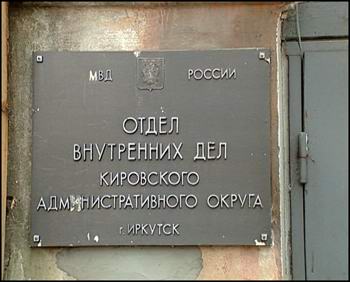 МВД РОССИИ
ОТДЕЛ
ВНУТРЕННИХ ДЕЛ
КИРОВСКОГО
АДМИНИСТРАТИВНОГО ОКРУГА
г. ИРКУТСК